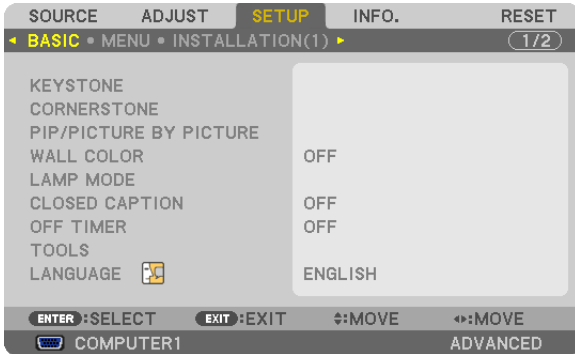 SOURCE ADJUST SETUP INFO. RESET
BASIC • MENU • INSTALLATION(1) 1/2
KEYSTONE
CORNERSTONE
PIP/PICTURE BY PICTURE
WALL COLOR OFF
LAMP MODE
CLOSED CAPTION OFF
OFF TIMER OFF
TOOLS
LANGUAGE ENGLISH
ENTER:SELECT EXIT:EXIT :MOVE :MOVE
COMPUTER1 ADVANCED